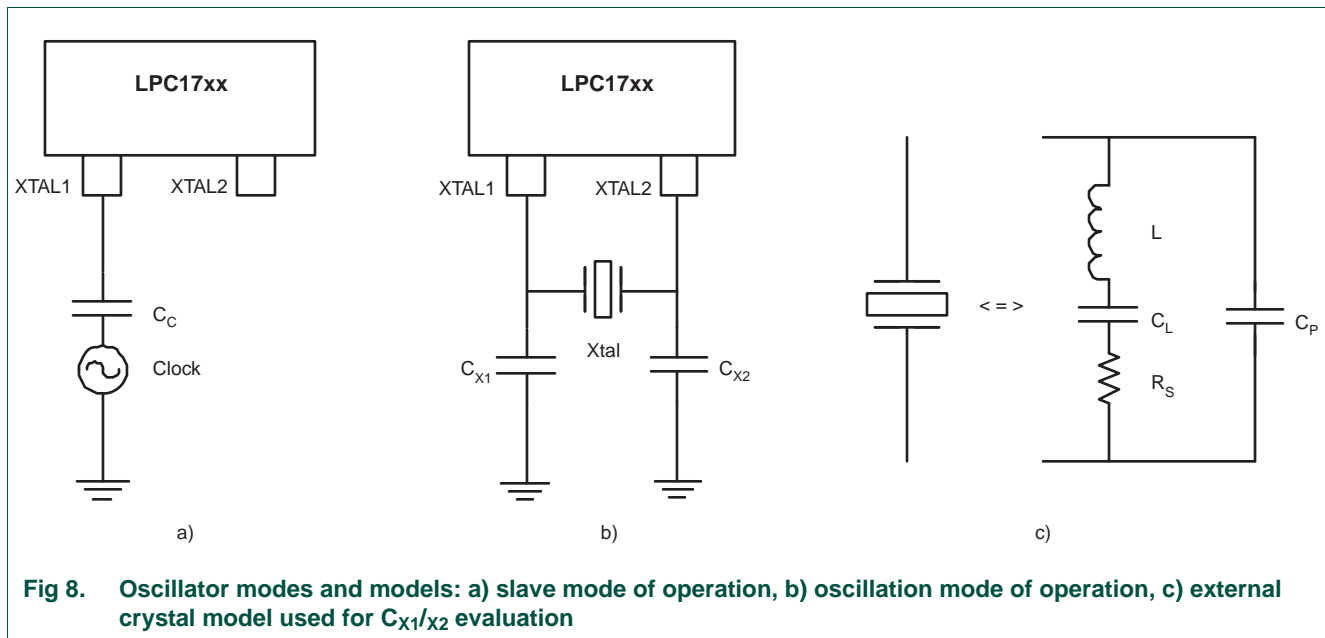 LPC17xx
XTAL1
XTAL2
C_C
Clock
a)
LPC17xx
XTAL1
XTAL2
Xtal
C_X1
C_X2
b)
< = >
L
C_L
R_S
C_P
c)
Fig 8. Oscillator modes and models: a) slave mode of operation, b) oscillation mode of operation, c) external
crystal model used for C_X1/X2 evaluation